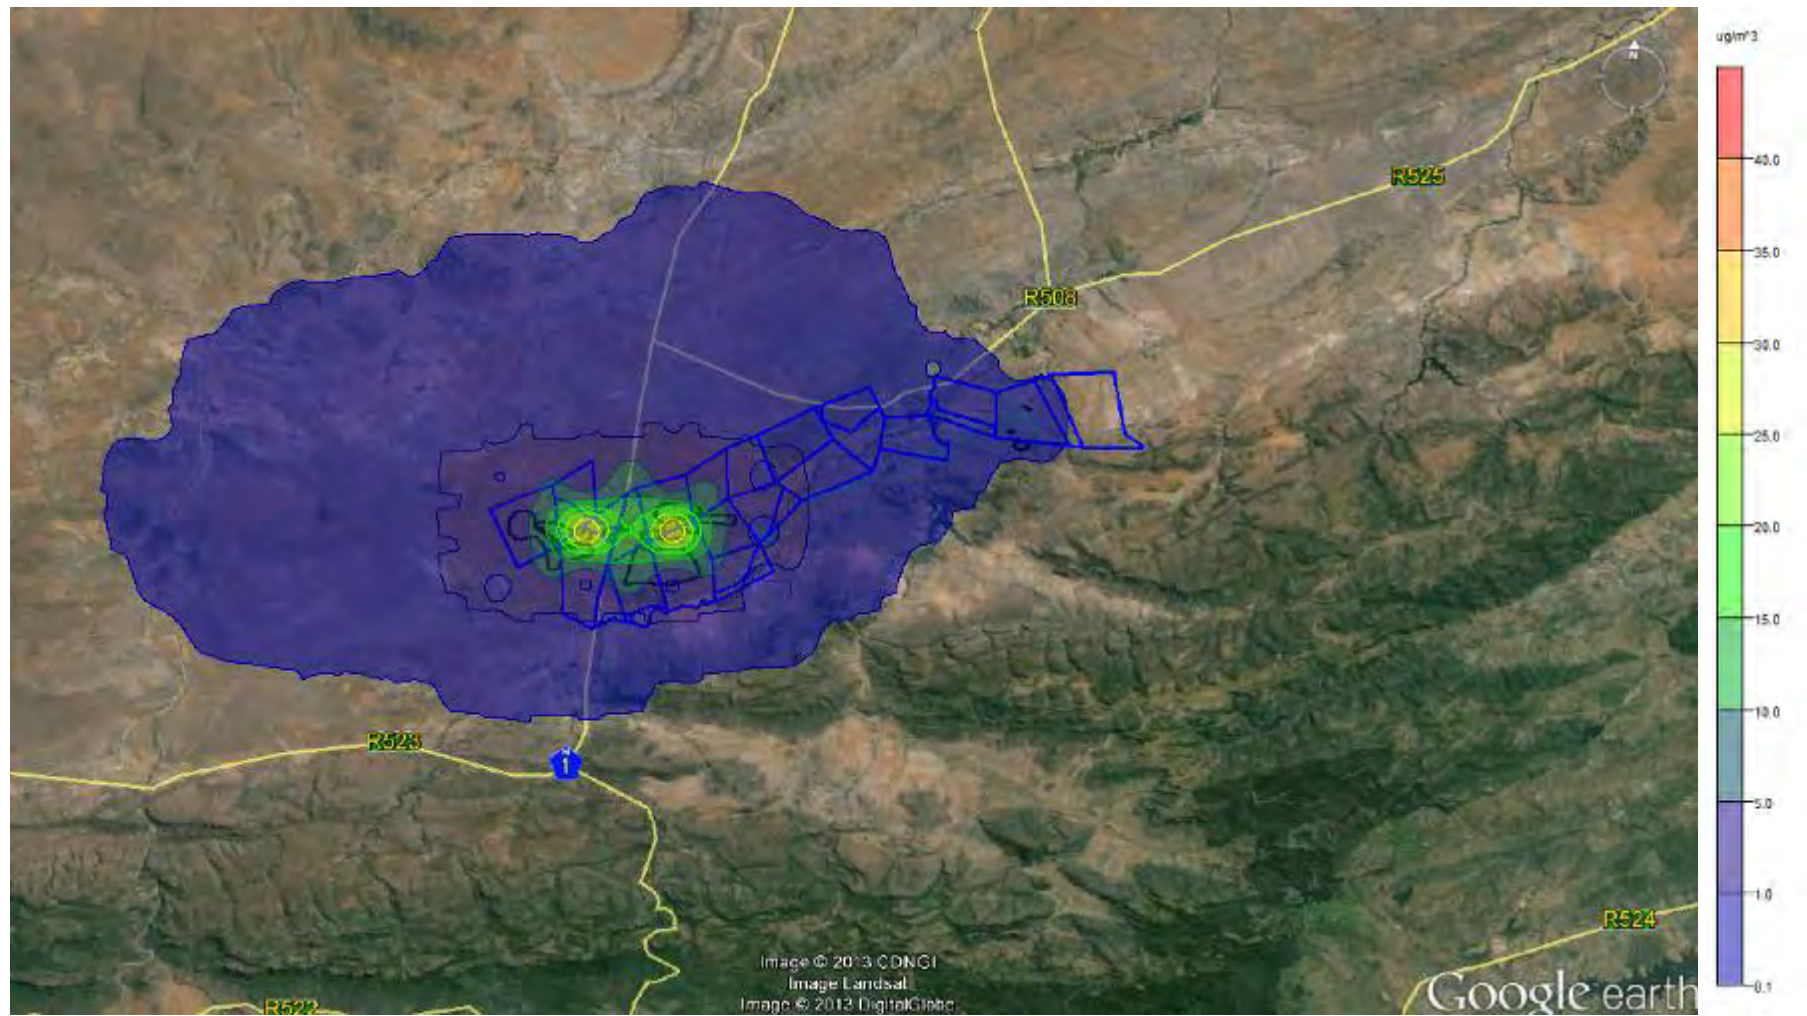 ug/m^3
N
40.0
R525
35.0
R508
30.0
25.0
20.0
15.0
10.0
R523
N
1
5.0
1.0
R524
Image © 2013 CDNGI
Image Landsat
Google earth
Image © 2013 DigitalGlobe
R522
0.1